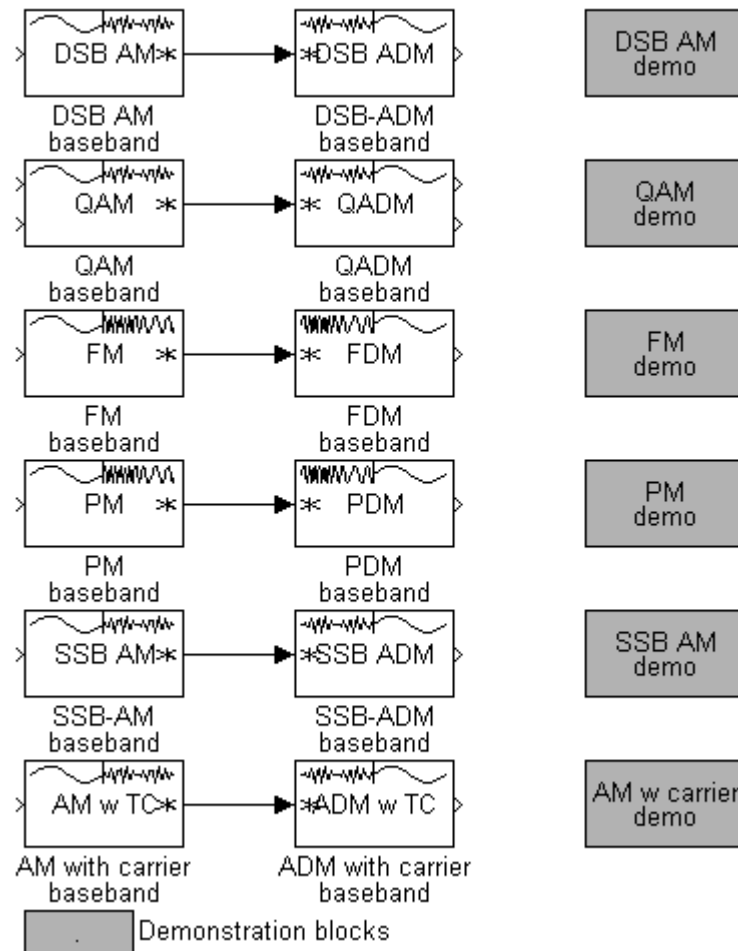 DSB AM* *DSB ADM DSB AM
demo
DSB AM DSB-ADM
baseband baseband
QAM * * QADM QAM
demo
QAM QADM
baseband baseband
FM * * FDM FM
demo
FM FDM
baseband baseband
PM * * PDM PM
demo
PM PDM
baseband baseband
SSB AM* *SSB ADM SSB AM
demo
SSB-AM SSB-ADM
baseband baseband
AM w TC* *ADM w TC AM w carrier
demo
AM with carrier ADM with carrier
baseband baseband
. Demonstration blocks